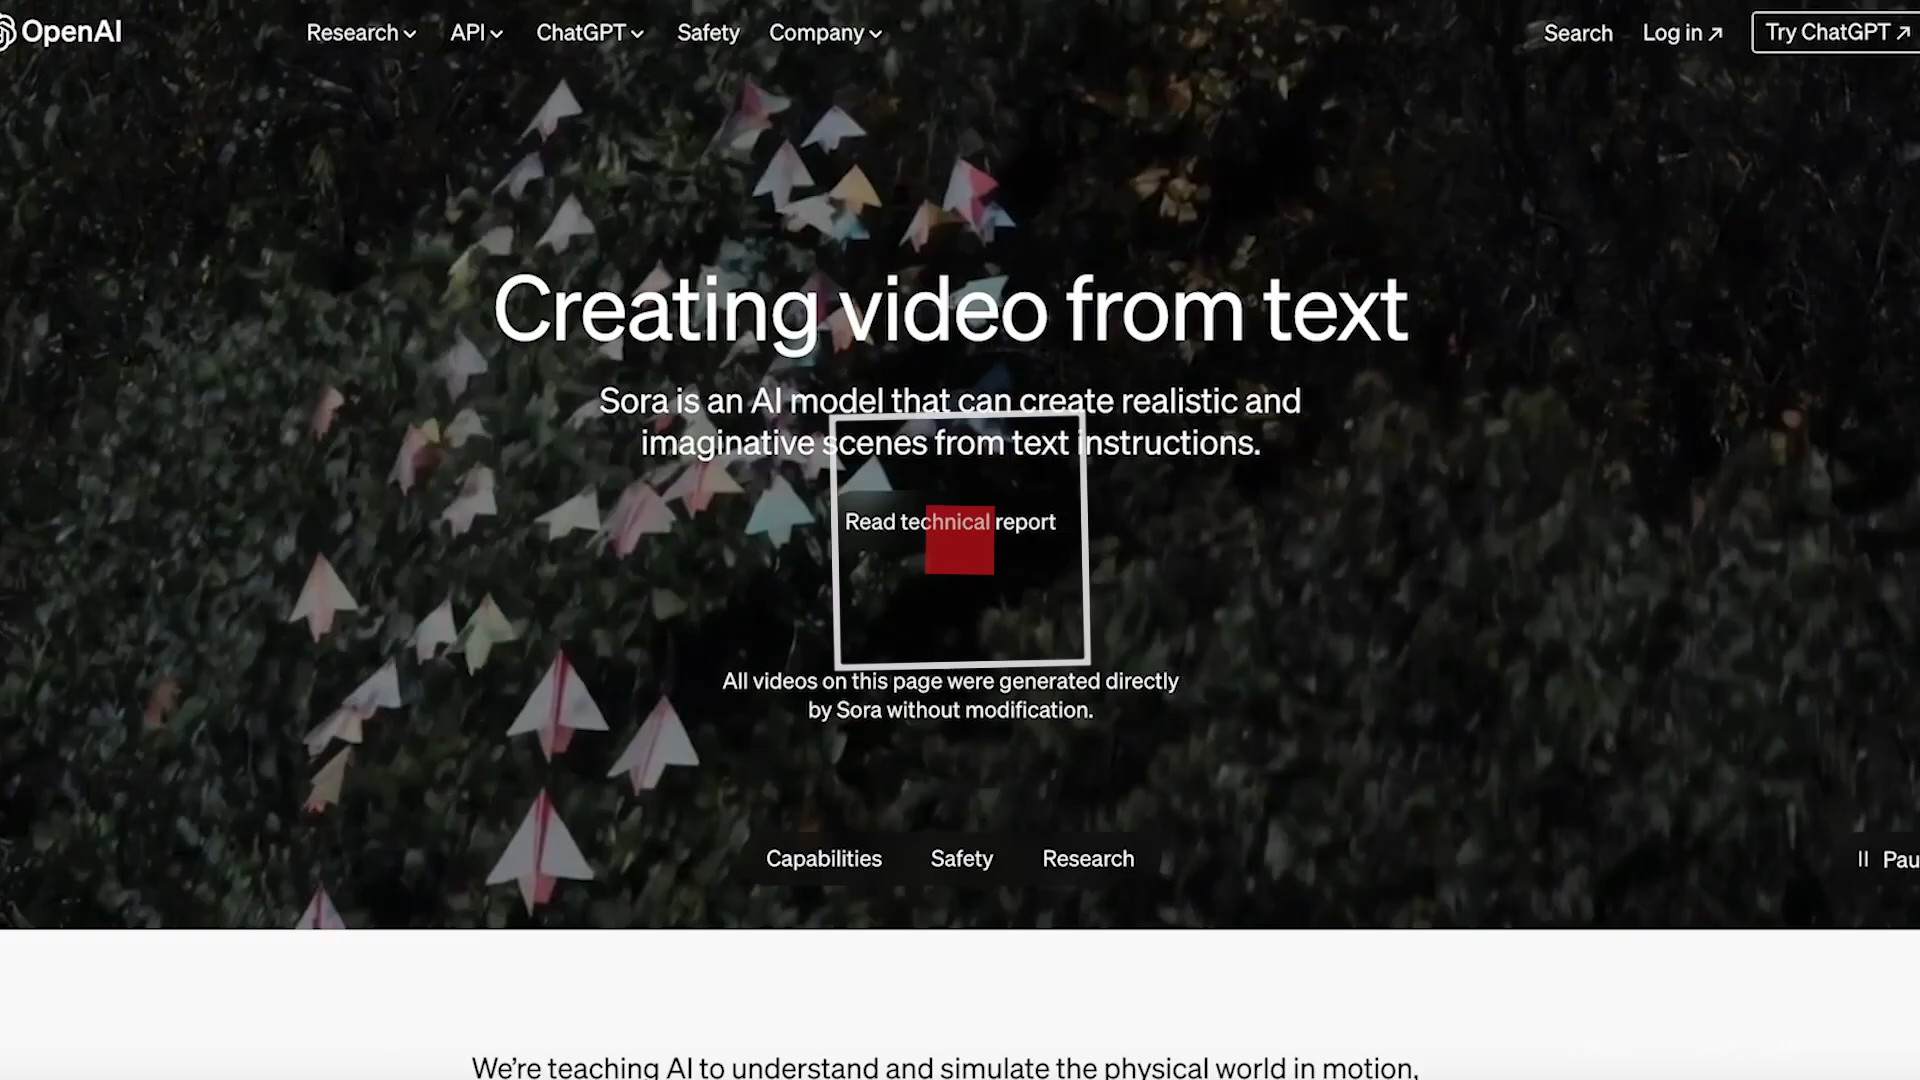 OpenAI
Research API ChatGPT Safety Company
Search Log in Try ChatGPT
Creating video from text
Sora is an AI model that can create realistic and
imaginative scenes from text instructions.
Read technical report
All videos on this page were generated directly
by Sora without modification.
Capabilities Safety Research
Pau
We’re teaching AI to understand and simulate the physical world in motion,